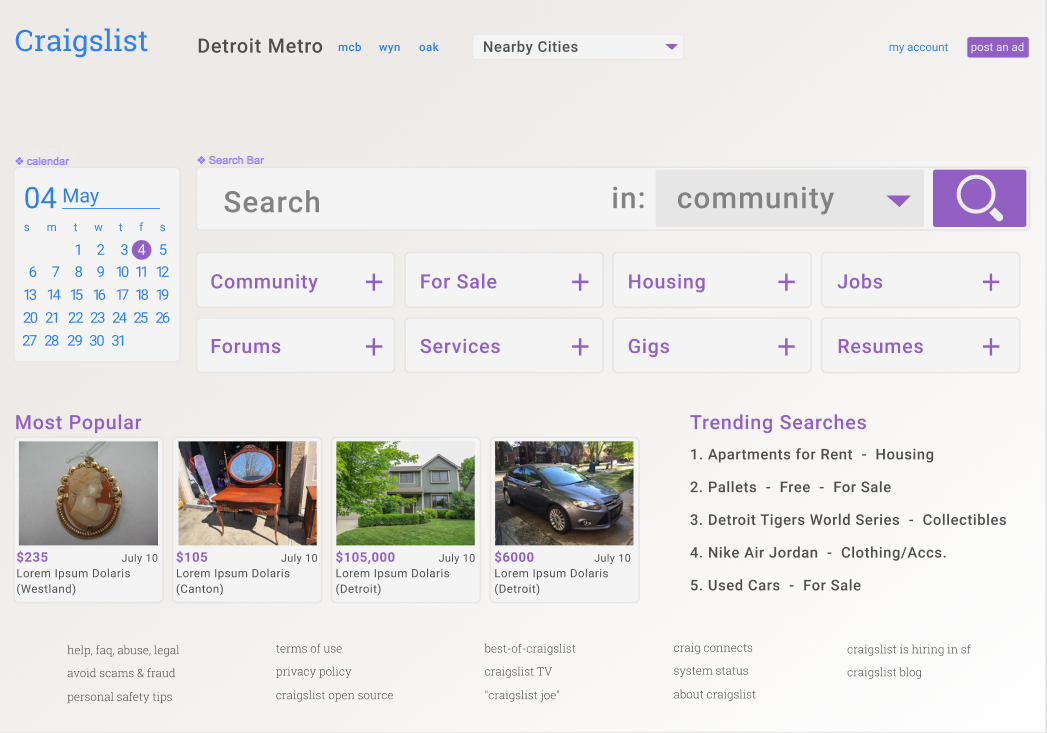 Craigslist
Detroit Metro mcb wyn oak
Nearby Cities
my account
post an ad
calendar
Search Bar
04 May
s m t w t f s
1 2 3 4 5
6 7 8 9 10 11 12
13 14 15 16 17 18 19
20 21 22 23 24 25 26
27 28 29 30 31
Search
in:
community
Community +
For Sale +
Housing +
Jobs +
Forums +
Services +
Gigs +
Resumes +
Most Popular
$235 July 10
Lorem Ipsum Dolaris
(Westland)
$105 July 10
Lorem Ipsum Dolaris
(Canton)
$105,000 July 10
Lorem Ipsum Dolaris
(Detroit)
$6000 July 10
Lorem Ipsum Dolaris
(Detroit)
Trending Searches
1. Apartments for Rent - Housing
2. Pallets - Free - For Sale
3. Detroit Tigers World Series - Collectibles
4. Nike Air Jordan - Clothing/Accs.
5. Used Cars - For Sale
help, faq, abuse, legal
avoid scams & fraud
personal safety tips
terms of use
privacy policy
craigslist open source
best-of-craigslist
craigslist TV
"craigslist joe"
craig connects
system status
about craigslist
craigslist is hiring in sf
craigslist blog